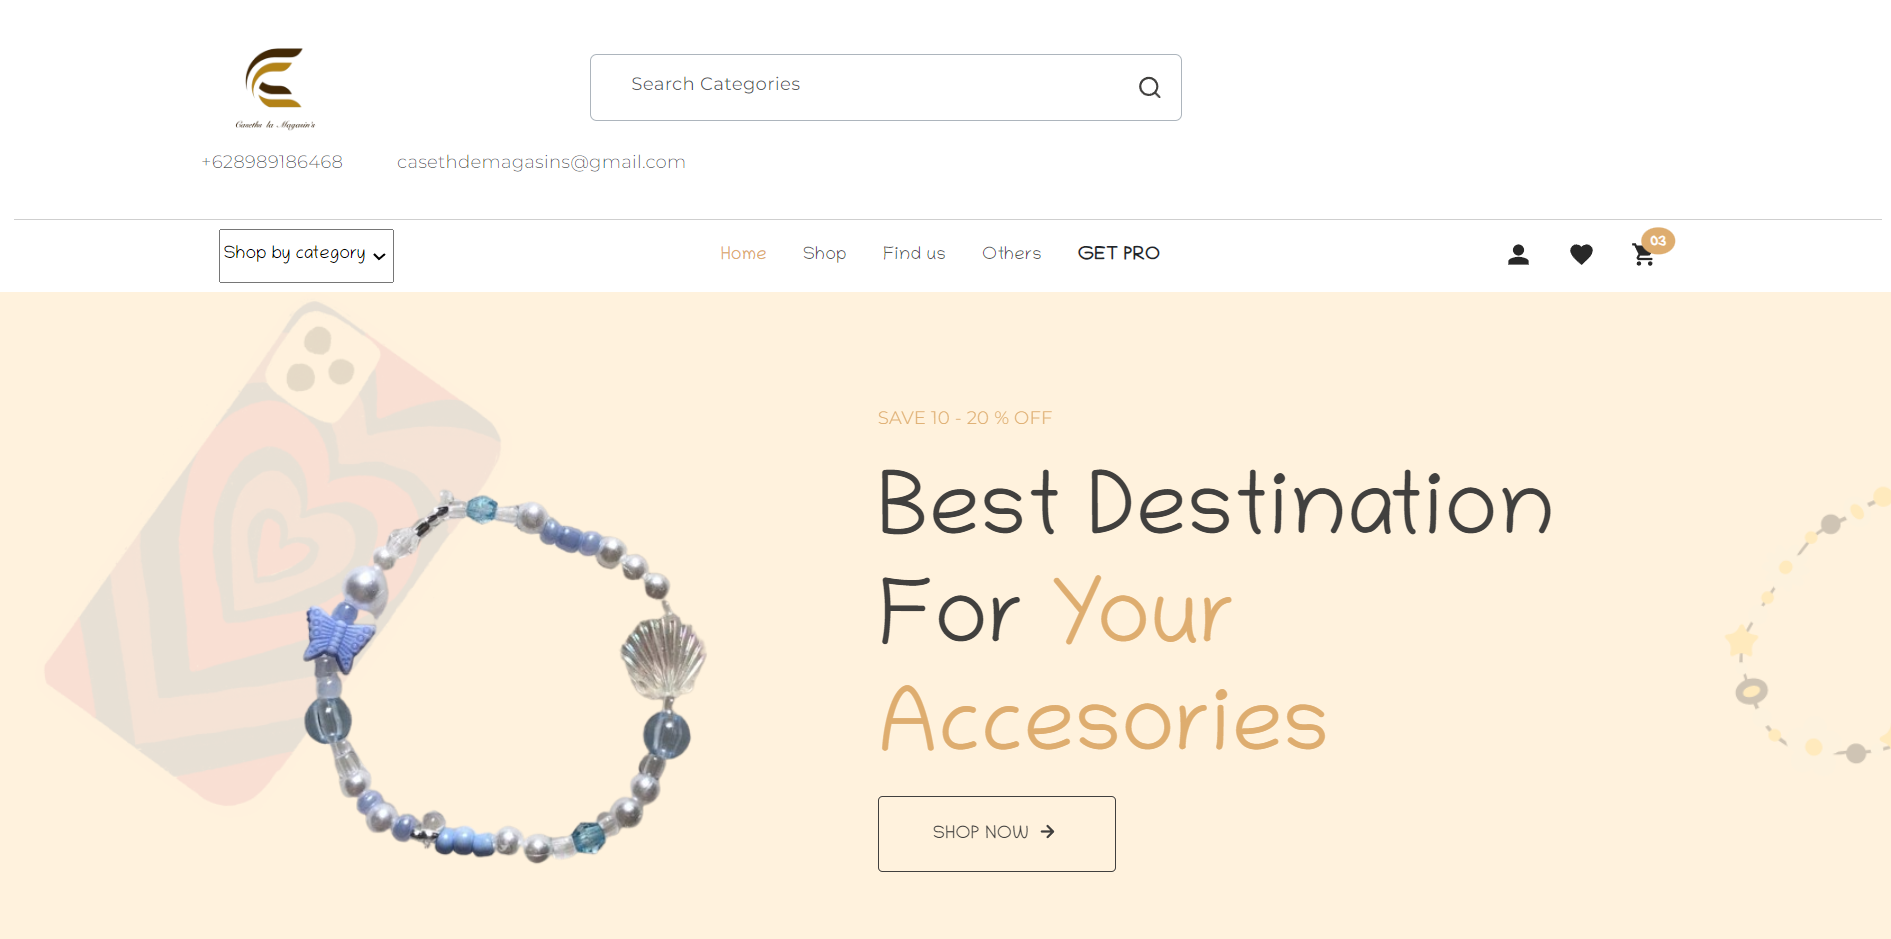 Search Categories
Casetha la Magasin's
+628989186468 casethdemagasins@gmail.com
Shop by category
Home Shop Find us Others GET PRO
03
SAVE 10 - 20 % OFF
Best Destination
For Your
Accesories
SHOP NOW